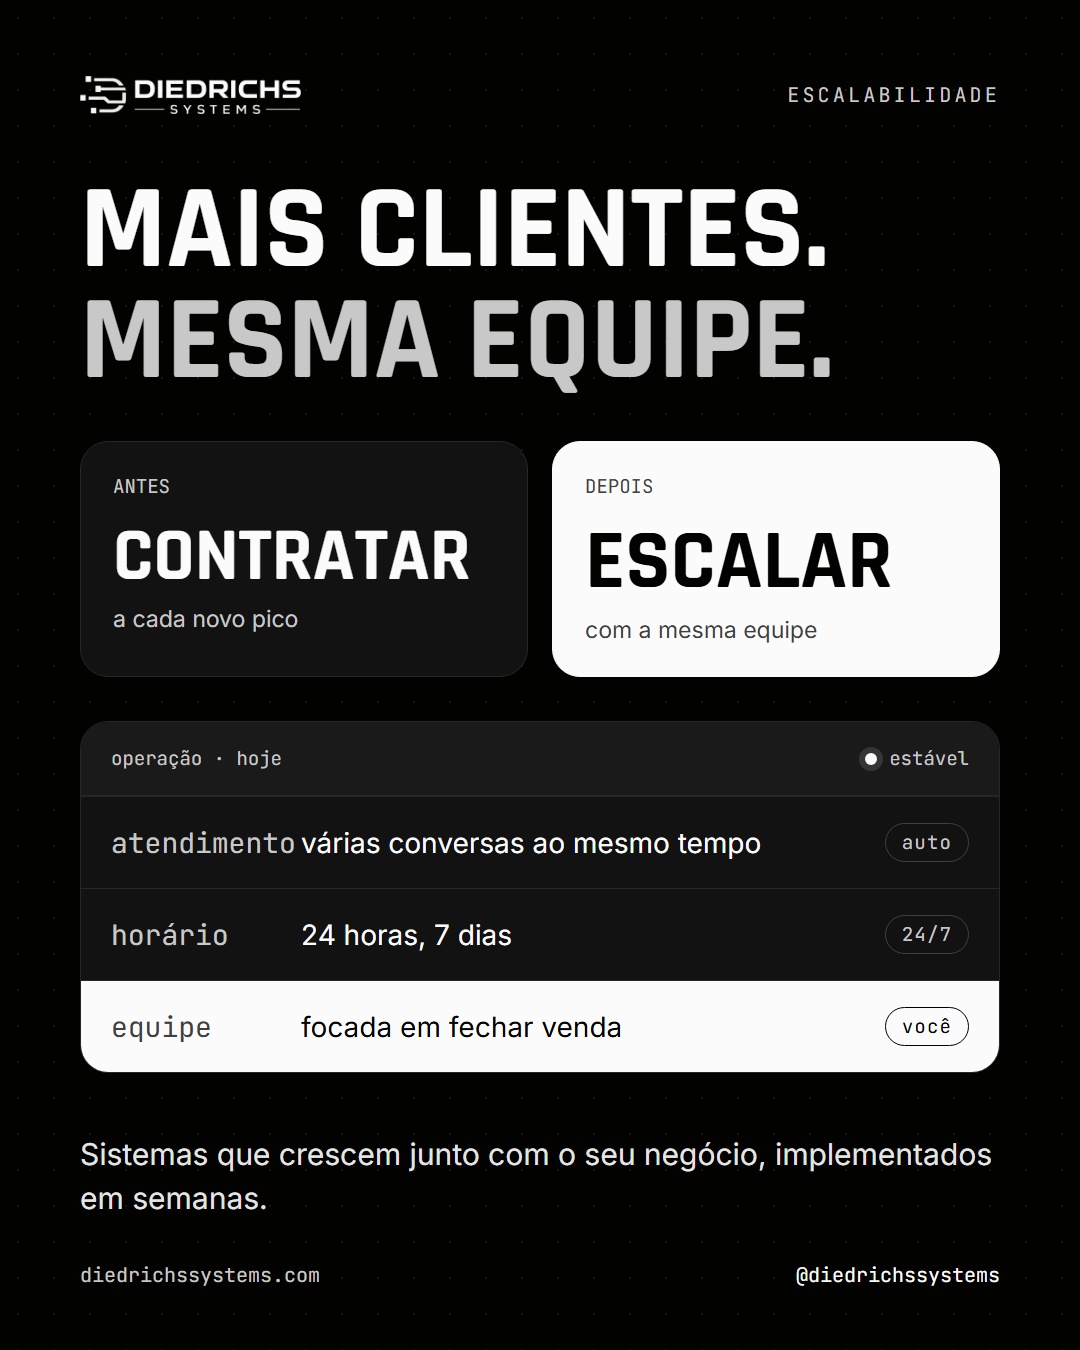 DIEDRICHS
SYSTEMS
ESCALABILIDADE
MAIS CLIENTES.
MESMA EQUIPE.
ANTES
CONTRATAR
a cada novo pico
DEPOIS
ESCALAR
com a mesma equipe
operação · hoje
estável
atendimento várias conversas ao mesmo tempo auto
horário 24 horas, 7 dias 24/7
equipe focada em fechar venda você
Sistemas que crescem junto com o seu negócio, implementados
em semanas.
diedrichssystems.com
@diedrichssystems